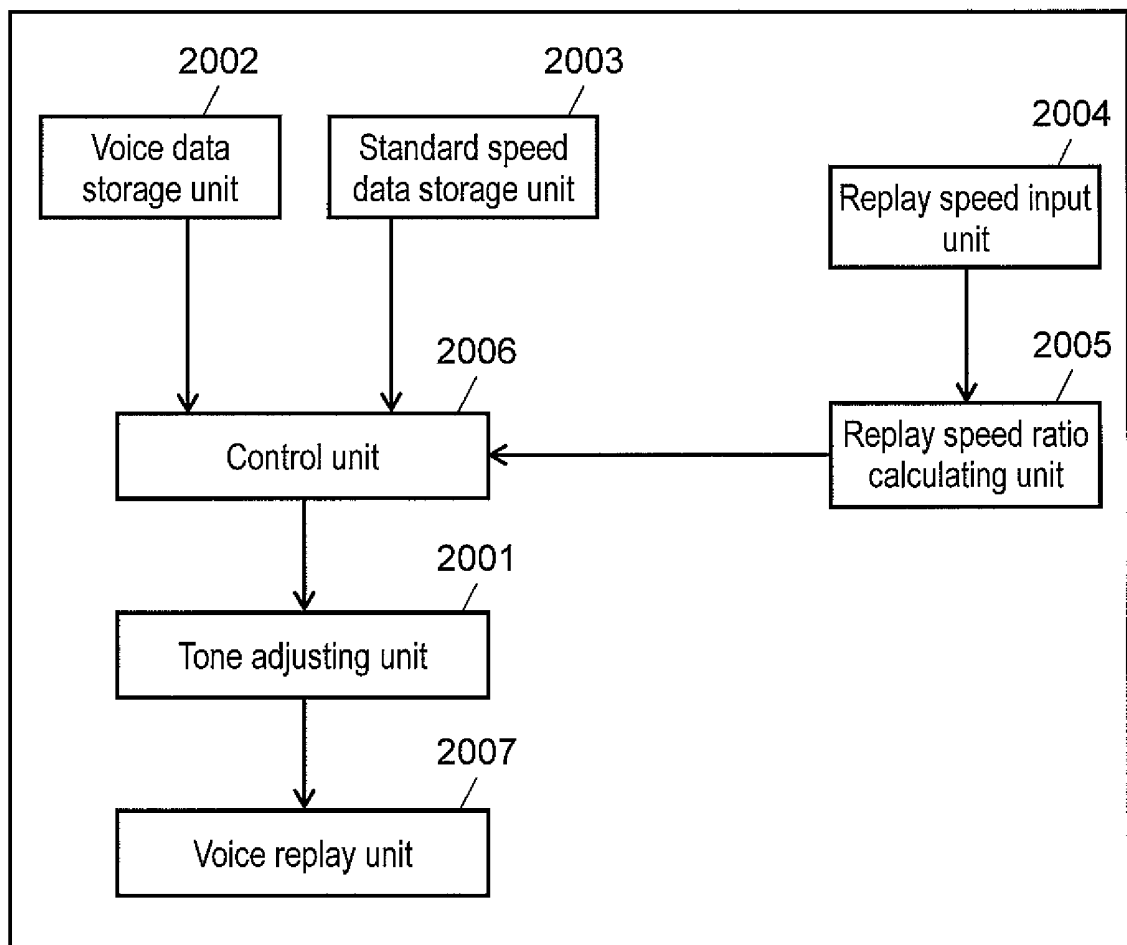 2002
2003
Voice data
storage unit
Standard speed
data storage unit
2004
Replay speed input
unit
2006
2005
Control unit
Replay speed ratio
calculating unit
2001
Tone adjusting unit
2007
Voice replay unit